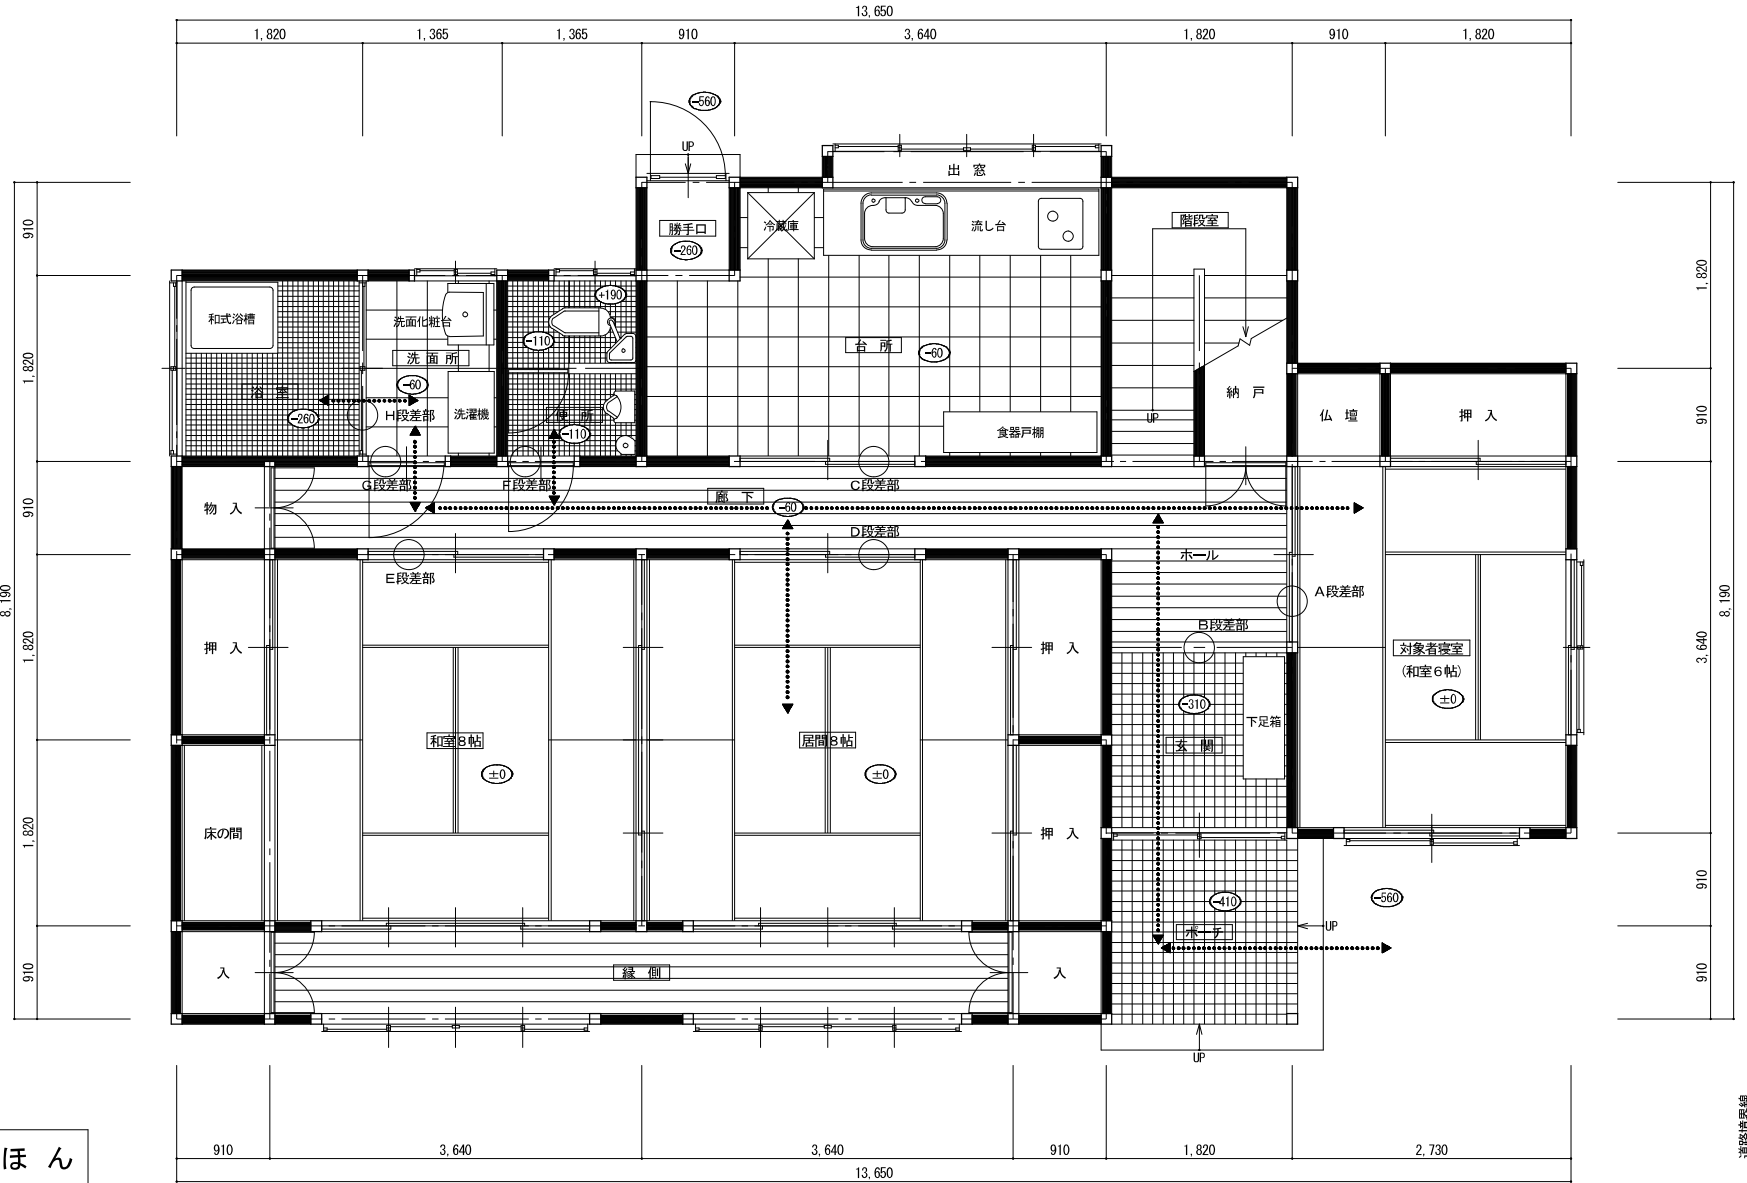 13,650
1,820 1,365 1,365 910 3,640 1,820 910 1,820
-560
UP
出 窓
勝手口
-260
冷蔵庫
流し台
階段室
910
1,820
和式浴槽
洗面化粧台
+190
-110
洗 面 所
台 所
-60
1,820
浴 室
-60
-260
H段差部
洗濯機
便 所
-110
食器戸棚
UP
納 戸
仏 壇
押 入
910
G段差部
F段差部
C段差部
910
物 入
廊 下
-60
D段差部
ホール
E段差部
A段差部
B段差部
8,190
8,190
1,820
押 入
押 入
対象者寝室
(和室6帖)
±0
3,640
-310
下足箱
玄 関
和室8帖
±0
居間8帖
±0
1,820
床の間
押 入
910
-410
-560
ポーチ
UP
910
入
縁 側
入
910
UP
910 3,640 3,640 910 1,820 2,730
13,650
ほ ん
道路境界線